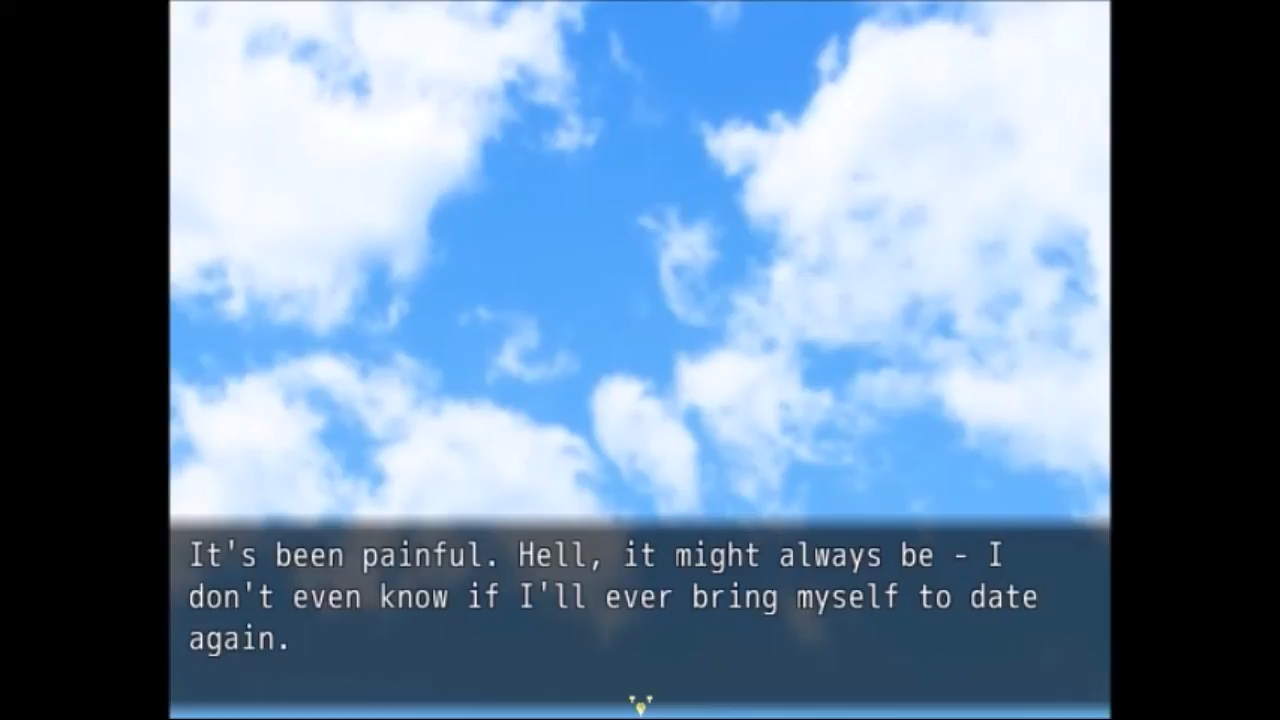 It's been painful. Hell, it might always be - I
don't even know if I'll ever bring myself to date
again.